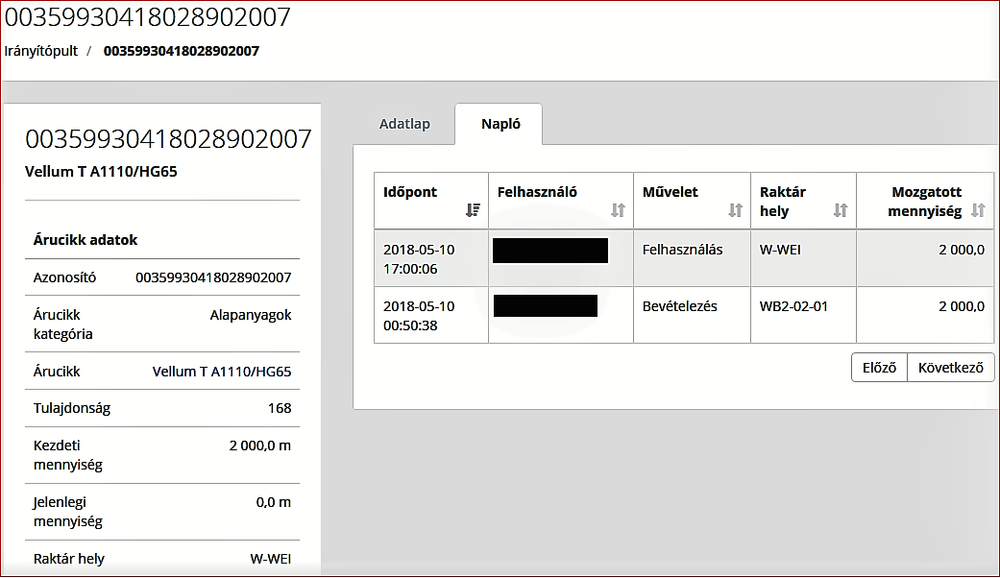 00359930418028902007
Irányítópult / 00359930418028902007
00359930418028902007
Vellum T A1110/HG65
Árucikk adatok
Azonosító 00359930418028902007
Árucikk kategória Alapanyagok
Árucikk Vellum T A1110/HG65
Tulajdonság 168
Kezdeti mennyiség 2 000,0 m
Jelenlegi mennyiség 0,0 m
Raktár hely W-WEI
Adatlap Napló
Időpont Felhasználó Művelet Raktár hely Mozgatott mennyiség
2018-05-10 17:00:06 Felhasználás W-WEI 2 000,0
2018-05-10 00:50:38 Bevételezés WB2-02-01 2 000,0
Előző Következő